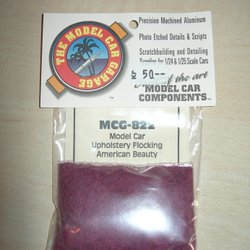 THE MODEL CAR GARAGE
Precision Machined Aluminum
Photo Etched Details & Scripts
Scratchbuilding and Detailing
Supplies for 1/24 & 1/25 Scale Cars
50.--
of the art
MODEL CAR
COMPONENTS
MCG-822
Model Car
Upholstery Flocking
American Beauty